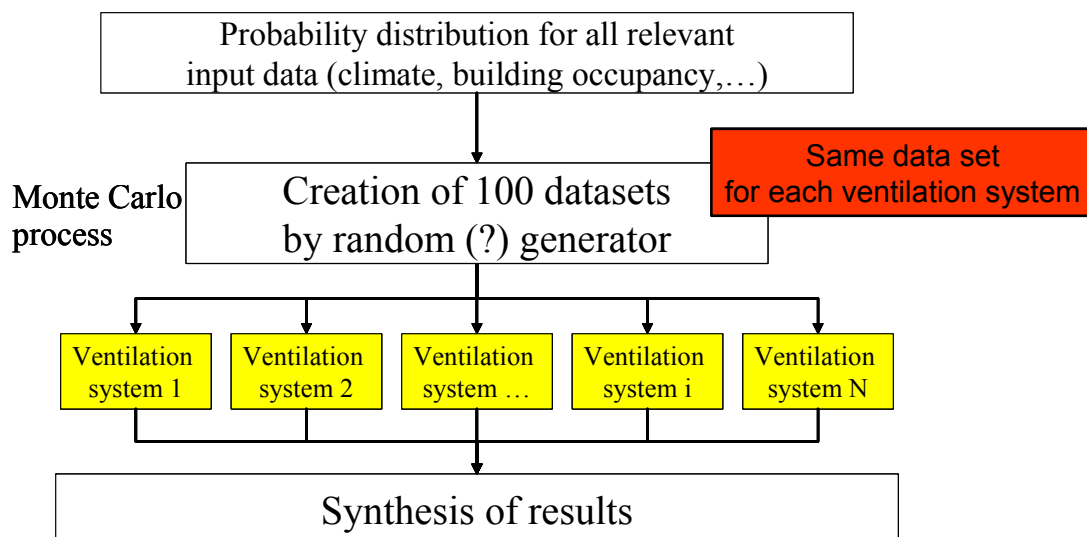 Probability distribution for all relevant
input data (climate, building occupancy,…)
Same data set
for each ventilation system
Monte Carlo
process
Creation of 100 datasets
by random (?) generator
Ventilation
system 1
Ventilation
system 2
Ventilation
system …
Ventilation
system i
Ventilation
system N
Synthesis of results